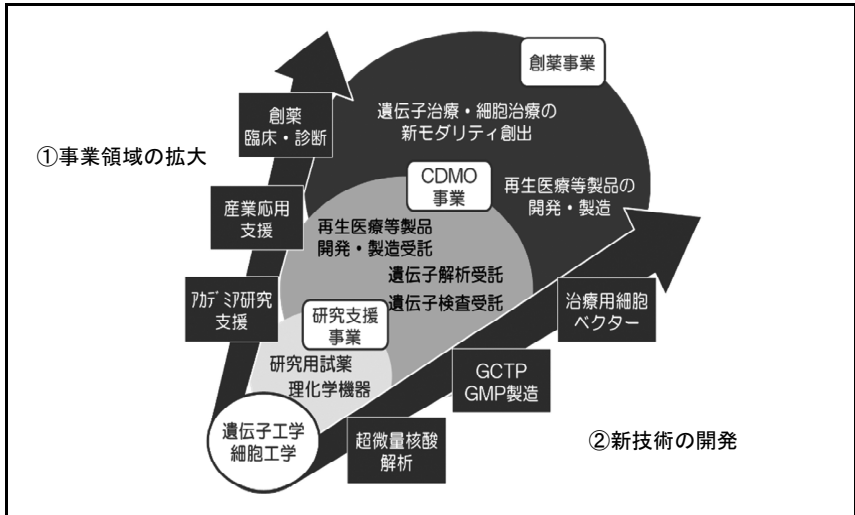 創薬事業
遺伝子治療・細胞治療の
新モダリティ創出
創薬
臨床・診断
①事業領域の拡大
CDMO
事業
再生医療等製品の
開発・製造
産業応用
支援
再生医療等製品
開発・製造受託
遺伝子解析受託
遺伝子検査受託
ｱｶﾃﾞﾐｱ研究
支援
研究支援
事業
治療用細胞
ベクター
研究用試薬
理化学機器
GCTP
GMP製造
遺伝子工学
細胞工学
超微量核酸
解析
②新技術の開発